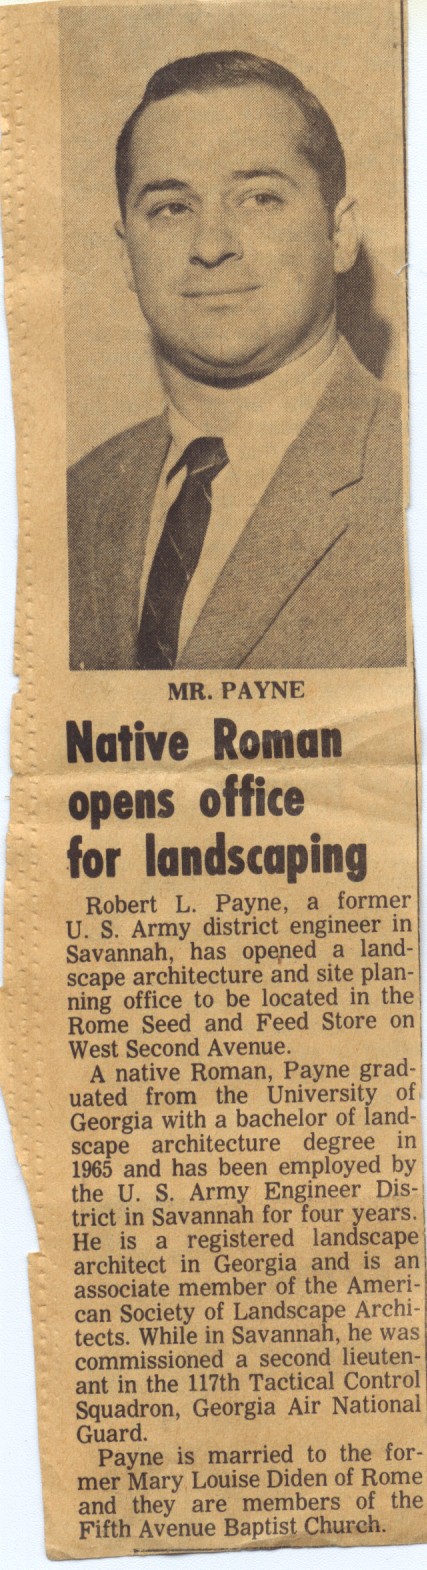 MR. PAYNE
Native Roman
opens office
for landscaping
Robert L. Payne, a former
U. S. Army district engineer in
Savannah, has opened a land-
scape architecture and site plan-
ning office to be located in the
Rome Seed and Feed Store on
West Second Avenue.
A native Roman, Payne grad-
uated from the University of
Georgia with a bachelor of land-
scape architecture degree in
1965 and has been employed by
the U. S. Army Engineer Dis-
trict in Savannah for four years.
He is a registered landscape
architect in Georgia and is an
associate member of the Ameri-
can Society of Landscape Archi-
tects. While in Savannah, he was
commissioned a second lieuten-
ant in the 117th Tactical Control
Squadron, Georgia Air National
Guard.
Payne is married to the for-
mer Mary Louise Diden of Rome
and they are members of the
Fifth Avenue Baptist Church.